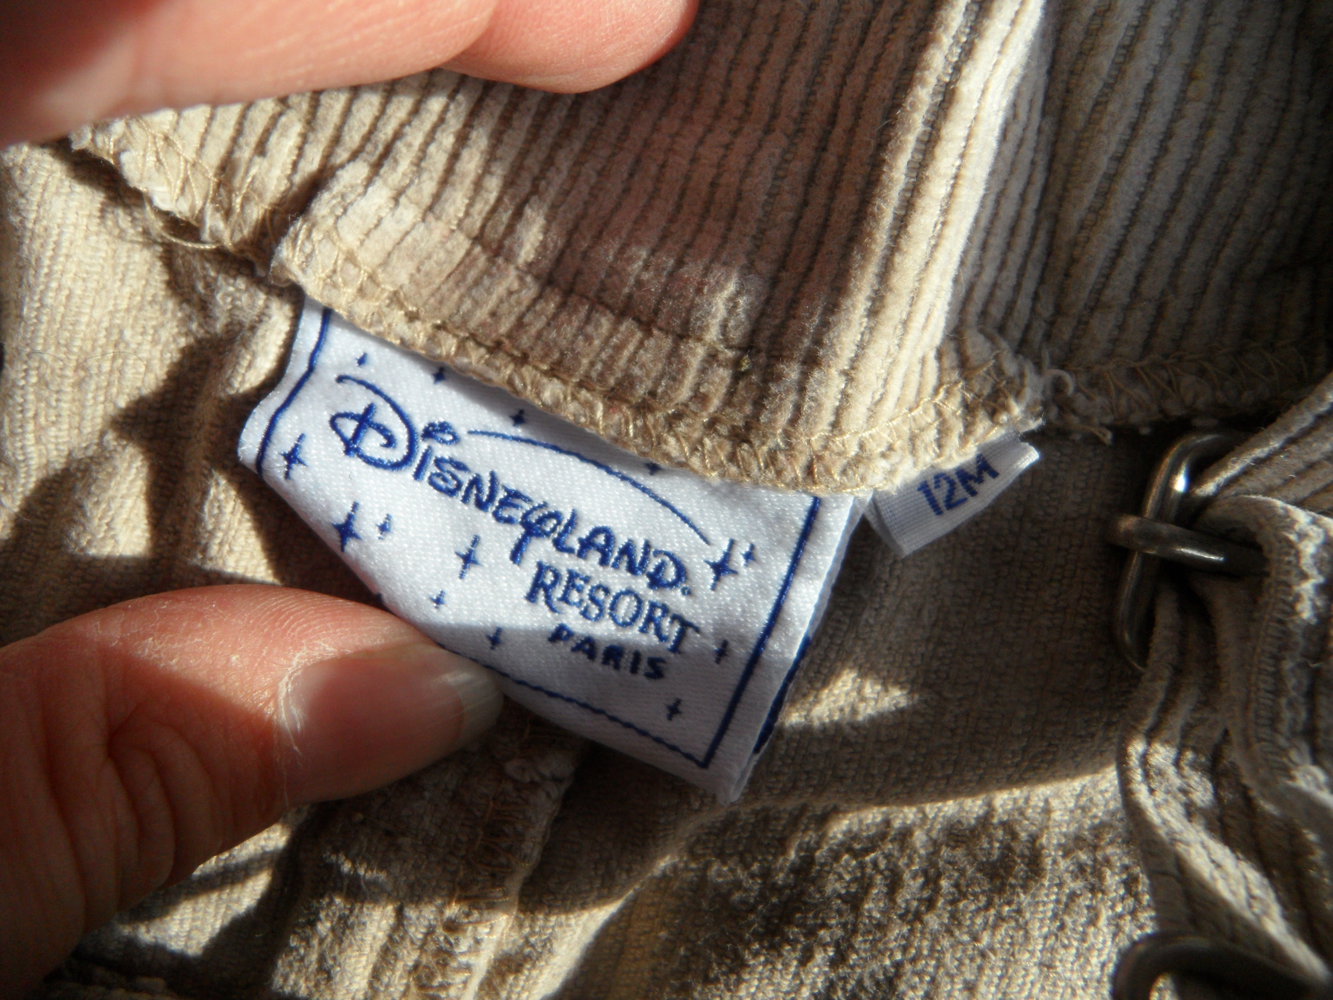 DISNEYLAND
RESORT
PARIS
12M